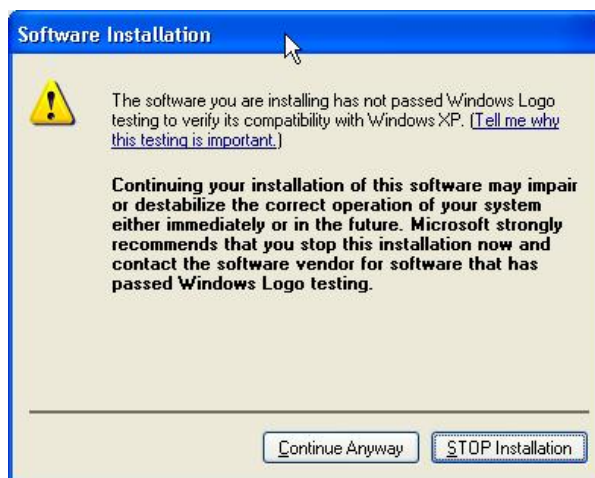 Software Installation
The software you are installing has not passed Windows Logo
testing to verify its compatibility with Windows XP. (Tell me why
this testing is important.)
Continuing your installation of this software may impair
or destabilize the correct operation of your system
either immediately or in the future. Microsoft strongly
recommends that you stop this installation now and
contact the software vendor for software that has
passed Windows Logo testing.
Continue Anyway
STOP Installation